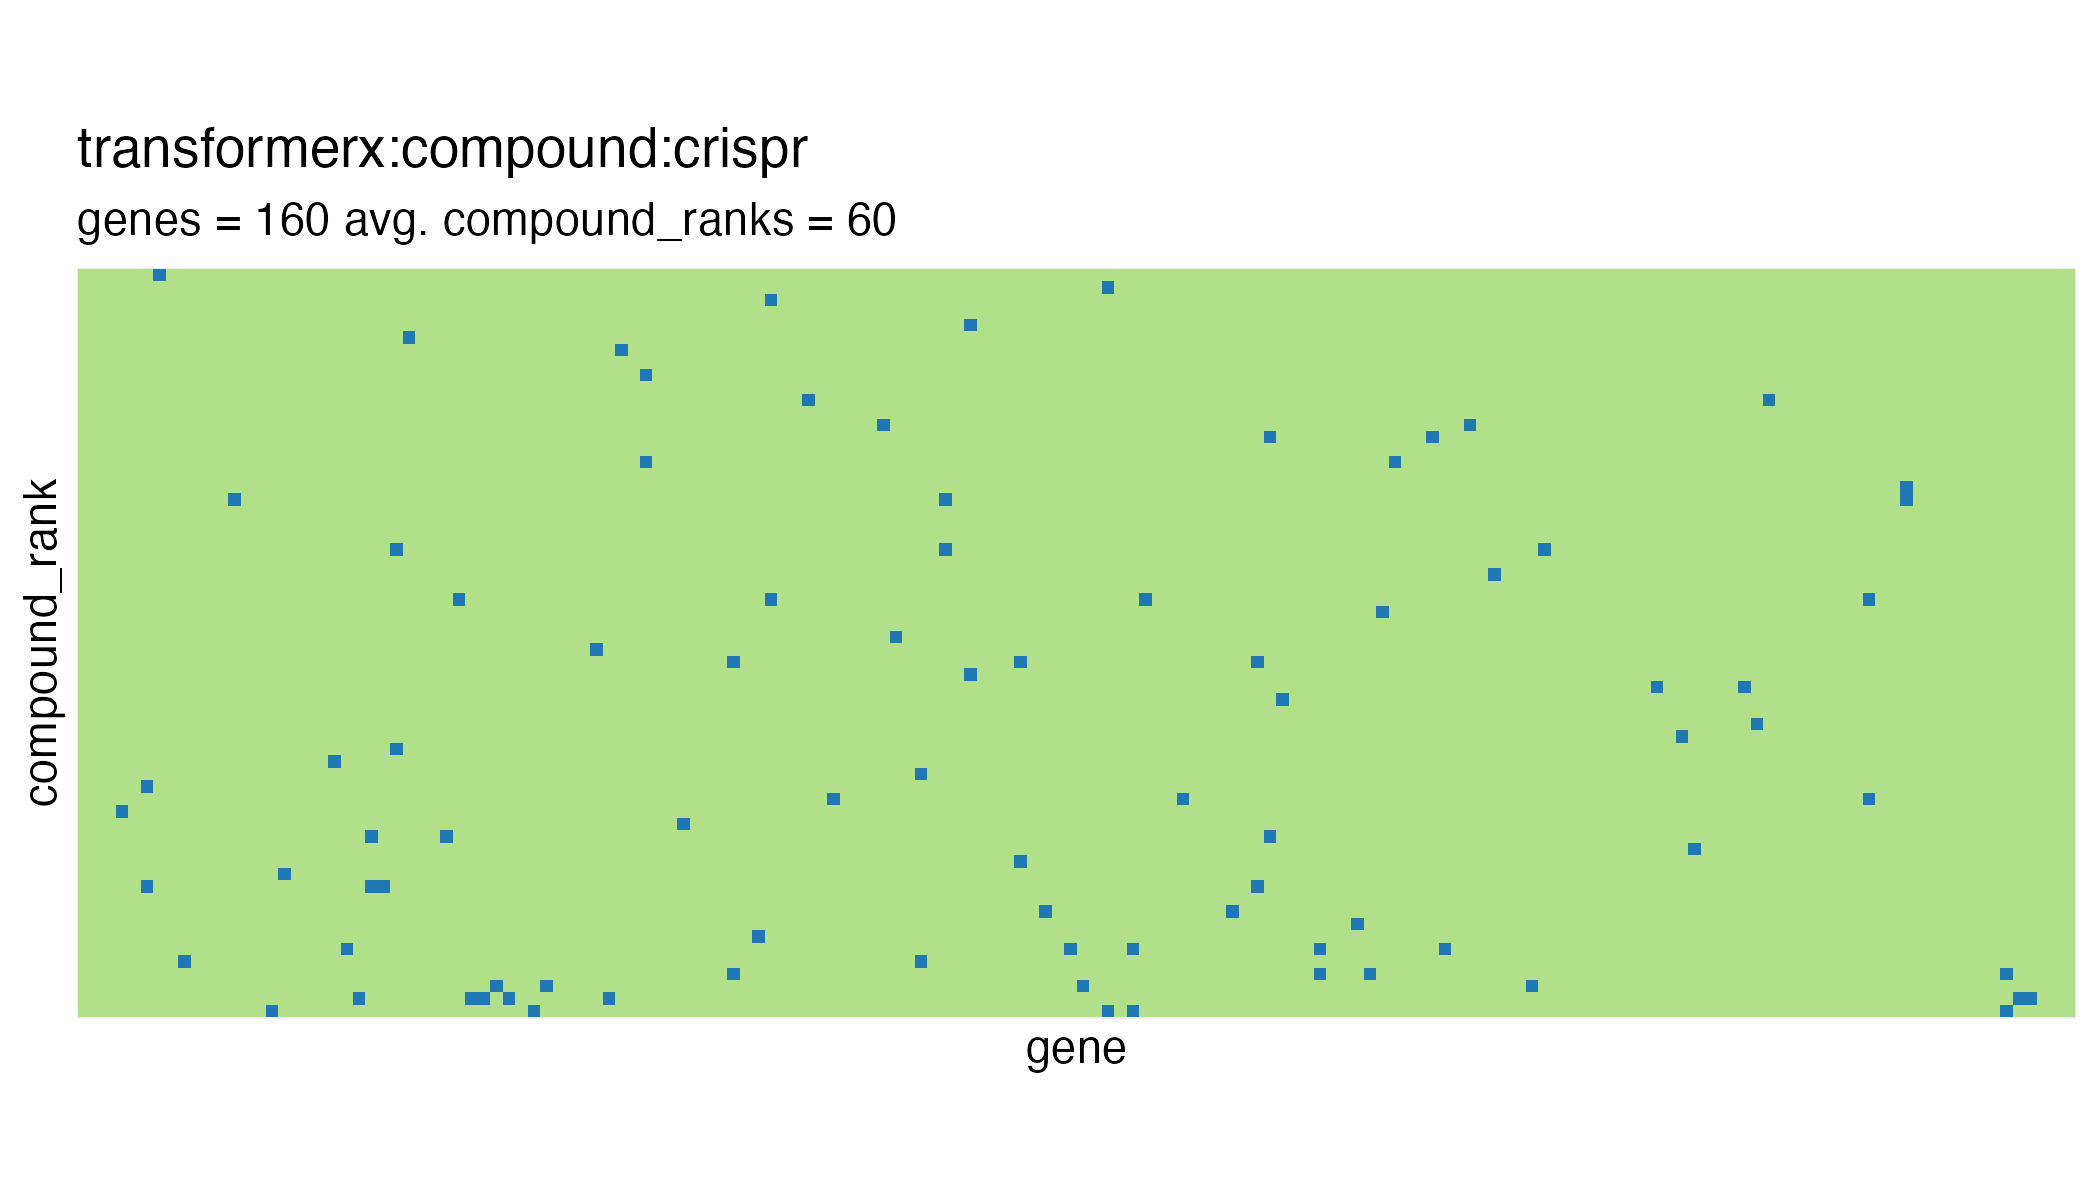 transformerx:compound:crispr
genes = 160 avg. compound_ranks = 60
compound_rank
gene